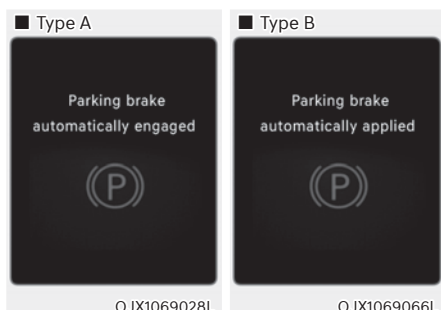 ■ Type A
Parking brake
automatically engaged
P
OJX1069028L
■ Type B
Parking brake
automatically applied
P
OJX1069066L